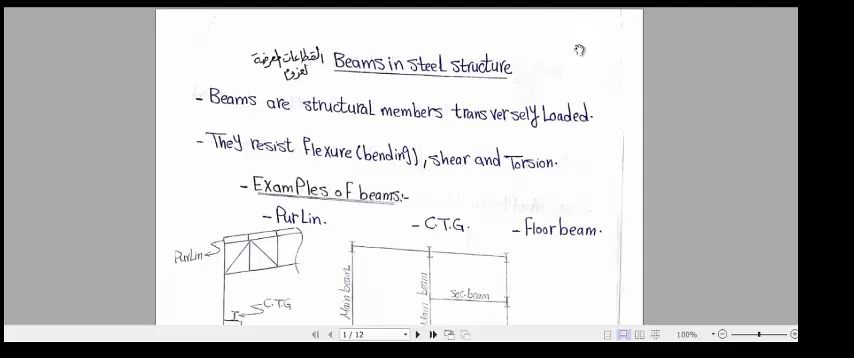 القطاعات المعرضة لعزوم
Beams in steel structure
- Beams are structural members transversely Loaded.
- They resist flexure (bending), shear and Torsion.
- Examples of beams:-
- PurLin.
- C.T.G.
- Floor beam.
PurLin
C.T.G
Main beam
Main beam
Sec. beam
1 / 12
100%